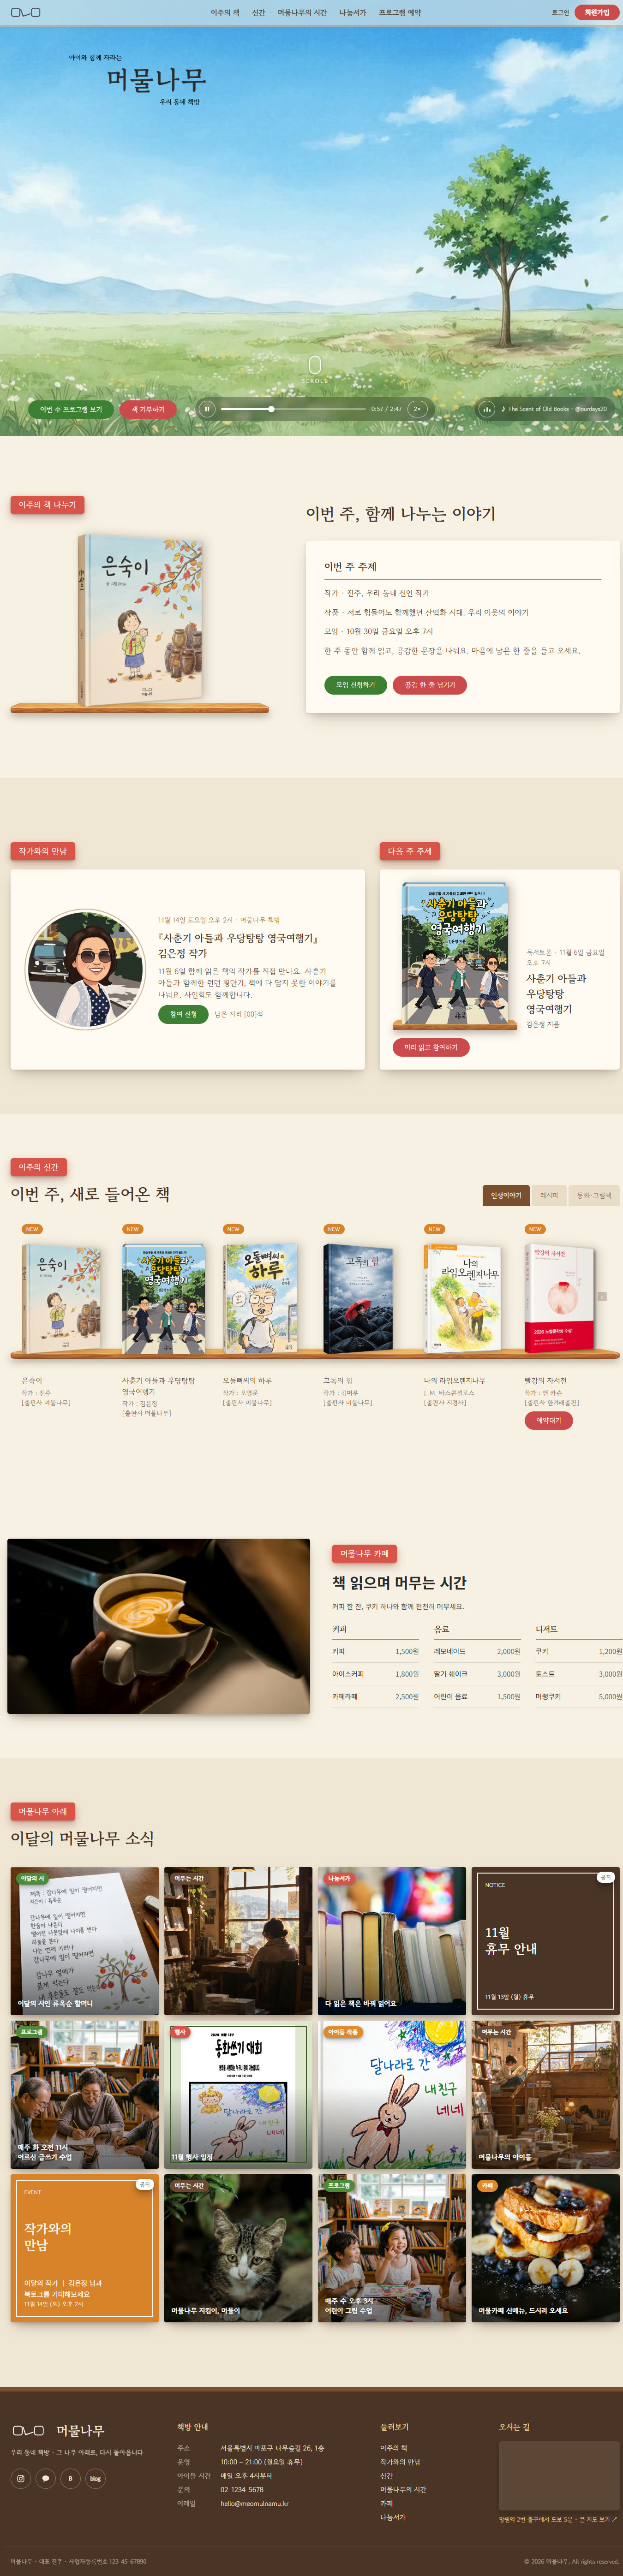 이주의 책
신간
머물나무의 시간
나눔서가
프로그램 예약
로그인
회원가입
아이와 함께 자라는
머물나무
우리 동네 책방
SCROLL
이번 주 프로그램 보기
책 기부하기
0:57 / 2:47
2×
♪ The Scent of Old Books · @ourdays20
이주의 책 나누기
은숙이
이번 주, 함께 나누는 이야기
이번 주 주제
작가 · 진주, 우리 동네 신인 작가
작품 · 서로 힘들어도 함께했던 산업화 시대, 우리 이웃의 이야기
모임 · 10월 30일 금요일 오후 7시
한 주 동안 함께 읽고, 공감한 문장을 나눠요. 마음에 남은 한 줄을 들고 오세요.
모임 신청하기
공감 한 줄 남기기
작가와의 만남
11월 14일 토요일 오후 2시 · 머물나무 책방
『사춘기 아들과 우당탕탕 영국여행기』
김은정 작가
11월 6일 함께 읽은 책의 작가를 직접 만나요. 사춘기
아들과 함께한 런던 횡단기, 책에 다 담지 못한 이야기를
나눠요. 사인회도 함께합니다.
참여 신청
남은 자리 [00]석
다음 주 주제
사춘기 아들과
우당탕탕
영국여행기
독서토론 · 11월 6일 금요일
오후 7시
사춘기 아들과
우당탕탕
영국여행기
김은정 지음
미리 읽고 참여하기
이주의 신간
이번 주, 새로 들어온 책
인생이야기
레시피
동화·그림책
NEW
NEW
NEW
NEW
NEW
NEW
은숙이
사춘기 아들과
우당탕탕
영국여행기
오돌뼈씨의
하루
고독의 힘
나의
라임오렌지나무
빨강의 자서전
은숙이
작가 : 진주
[출판사 머물나무]
사춘기 아들과 우당탕탕
영국여행기
작가 : 김은정
[출판사 머물나무]
오돌뼈씨의 하루
작가 : 오영운
[출판사 머물나무]
고독의 힘
작가 : 김머루
[출판사 머물나무]
나의 라임오렌지나무
J. M. 바스콘셀로스
[출판사 지경사]
빨강의 자서전
작가 : 앤 카슨
[출판사 한겨레출판]
예약대기
머물나무 카페
책 읽으며 머무는 시간
커피 한 잔, 쿠키 하나와 함께 천천히 머무세요.
커피
커피 1,500원
아이스커피 1,800원
카페라떼 2,500원
음료
레모네이드 2,000원
딸기 쉐이크 3,000원
어린이 음료 1,500원
디저트
쿠키 1,200원
토스트 3,000원
머랭쿠키 5,000원
머물나무 아래
이달의 머물나무 소식
이달의 시
이달의 시인 류옥순 할머니
머무는 시간
나눔서가
다 읽은 책은 바꿔 읽어요
공지
NOTICE
11월
휴무 안내
11월 13일 (월) 휴무
프로그램
매주 화 오전 11시
어르신 글쓰기 수업
행사
동화쓰기 대회
달나라로 간
내친구
11월 행사 일정
아이들 작품
달나라로 간
내친구
네네
머무는 시간
머물나무의 아이들
공지
EVENT
작가와의
만남
이달의 작가 ㅣ 김은정 님과
북토크를 기대해보세요
11월 14일 (토) 오후 2시
머무는 시간
머물나무 지킴이, 머물이
프로그램
매주 수 오후 3시
어린이 그림 수업
카페
머물카페 신메뉴, 드시러 오세요
머물나무
우리 동네 책방 · 그 나무 아래로, 다시 돌아옵니다
B
blog
책방 안내
주소 서울특별시 마포구 나무숲길 26, 1층
운영 10:00 – 21:00 (월요일 휴무)
아이들 시간 매일 오후 4시부터
문의 02-1234-5678
이메일 hello@meomulnamu.kr
둘러보기
이주의 책
작가와의 만남
신간
머물나무의 시간
카페
나눔서가
오시는 길
망원역 2번 출구에서 도보 5분 · 큰 지도 보기 ↗
머물나무 · 대표 진주 · 사업자등록번호 123-45-67890
© 2026 머물나무. All rights reserved.